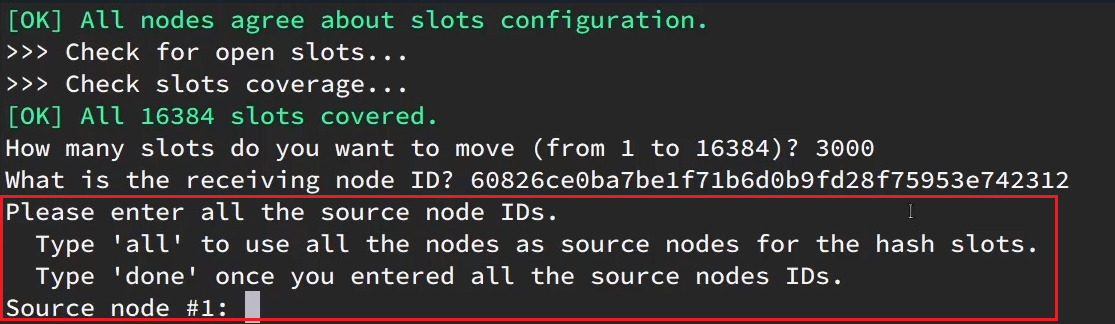 [OK] All nodes agree about slots configuration.
>>> Check for open slots...
>>> Check slots coverage...
[OK] All 16384 slots covered.
How many slots do you want to move (from 1 to 16384)? 3000
What is the receiving node ID? 60826ce0ba7be1f71b6d0b9fd28f75953e742312
Please enter all the source node IDs.
  Type 'all' to use all the nodes as source nodes for the hash slots.
  Type 'done' once you entered all the source nodes IDs.
Source node #1: